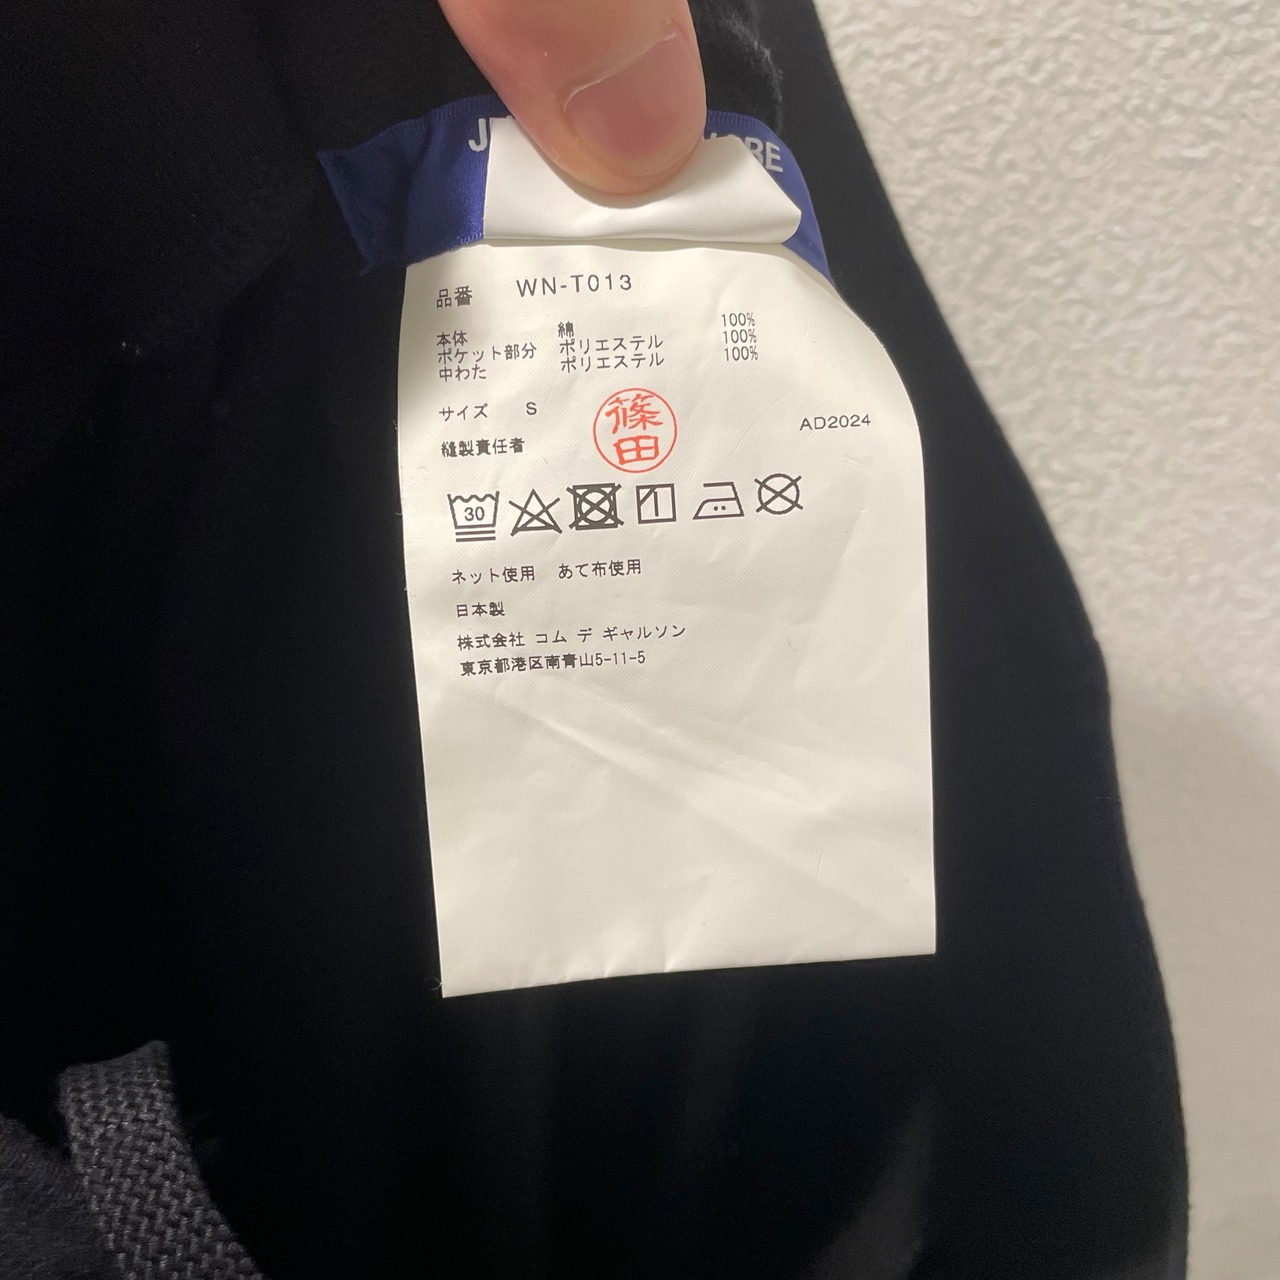 品番 WN-T013
本体 綿 100%
ポケット部分 ポリエステル 100%
中わた ポリエステル 100%
サイズ S
AD2024
縫製責任者 篠田
30
ネット使用 あて布使用
日本製
株式会社 コム デ ギャルソン
東京都港区南青山5-11-5